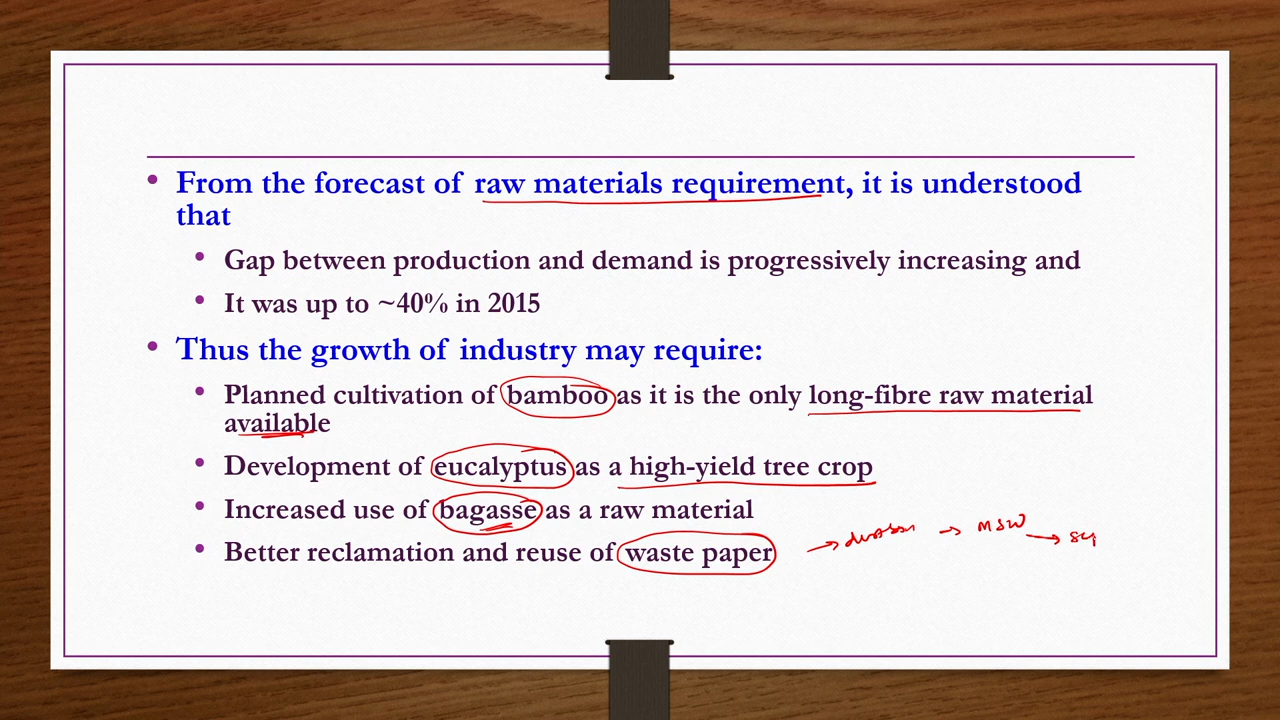 • From the forecast of raw materials requirement, it is understood
that
• Gap between production and demand is progressively increasing and
• It was up to ~40% in 2015
• Thus the growth of industry may require:
• Planned cultivation of bamboo as it is the only long-fibre raw material
available
• Development of eucalyptus as a high-yield tree crop
• Increased use of bagasse as a raw material
• Better reclamation and reuse of waste paper
→ → MSW →